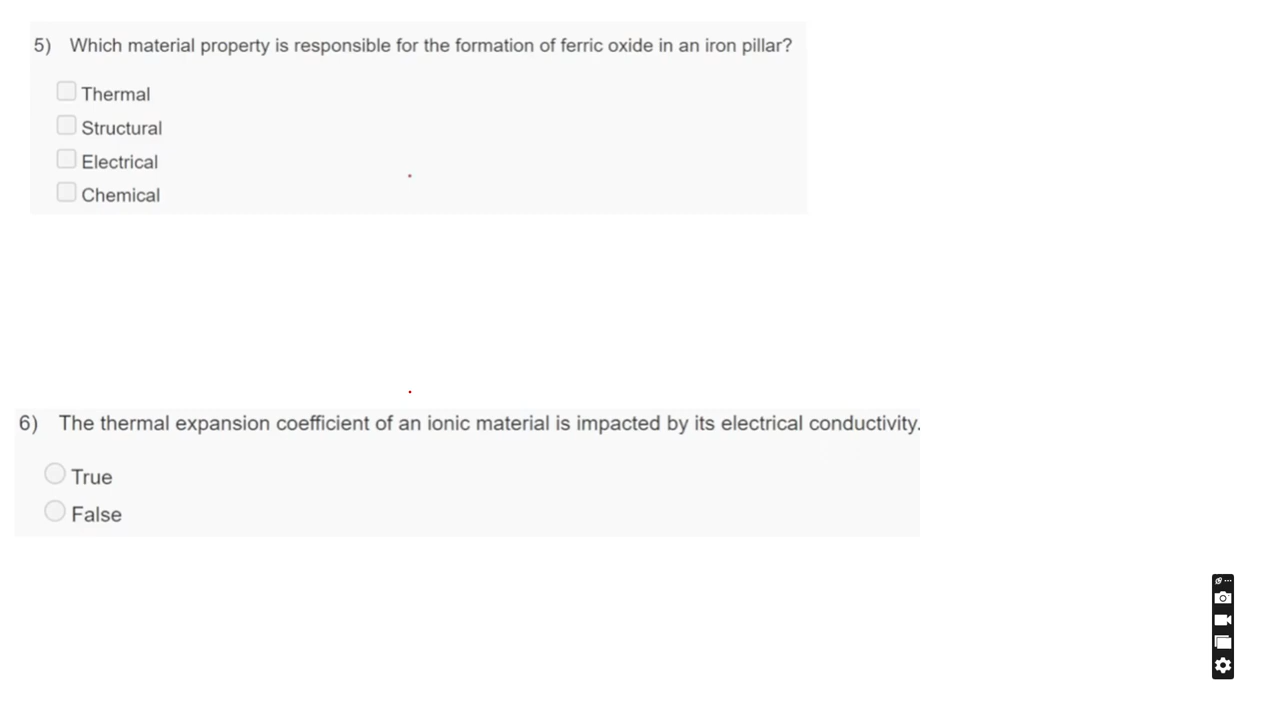 5) Which material property is responsible for the formation of ferric oxide in an iron pillar?
Thermal
Structural
Electrical
Chemical
6) The thermal expansion coefficient of an ionic material is impacted by its electrical conductivity.
True
False